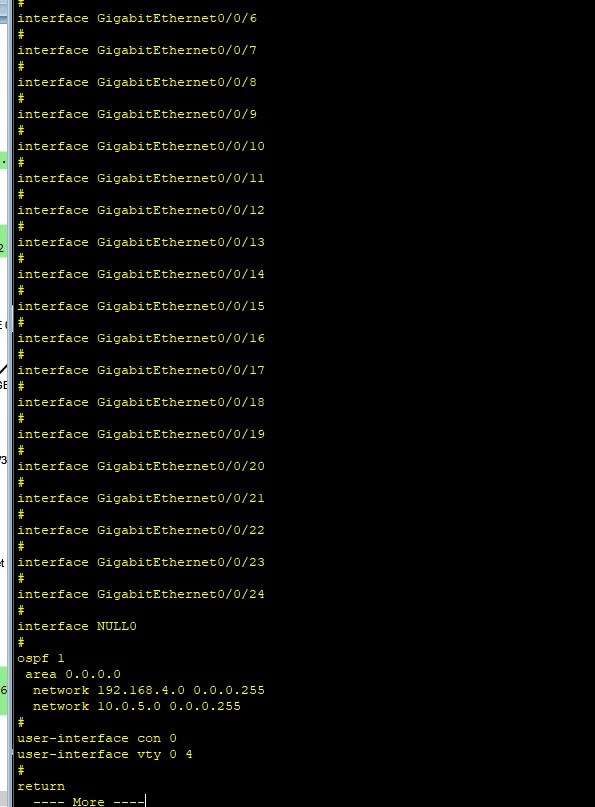 #
interface GigabitEthernet0/0/6
#
interface GigabitEthernet0/0/7
#
interface GigabitEthernet0/0/8
#
interface GigabitEthernet0/0/9
#
interface GigabitEthernet0/0/10
#
interface GigabitEthernet0/0/11
#
interface GigabitEthernet0/0/12
#
interface GigabitEthernet0/0/13
#
interface GigabitEthernet0/0/14
#
interface GigabitEthernet0/0/15
#
interface GigabitEthernet0/0/16
#
interface GigabitEthernet0/0/17
#
interface GigabitEthernet0/0/18
#
interface GigabitEthernet0/0/19
#
interface GigabitEthernet0/0/20
#
interface GigabitEthernet0/0/21
#
interface GigabitEthernet0/0/22
#
interface GigabitEthernet0/0/23
#
interface GigabitEthernet0/0/24
#
interface NULL0
#
ospf 1
 area 0.0.0.0
  network 192.168.4.0 0.0.0.255
  network 10.0.5.0 0.0.0.255
#
user-interface con 0
user-interface vty 0 4
#
return
  ---- More ----